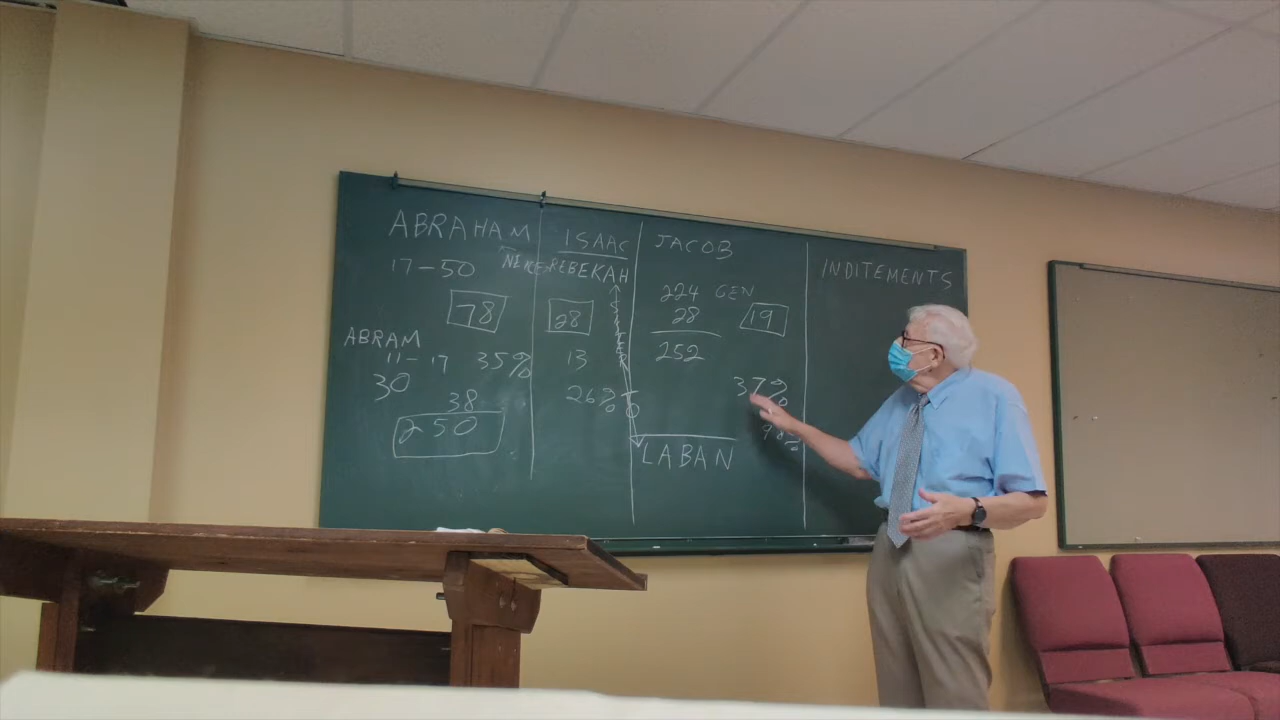 ABRAHAM
17-50
78
ABRAM
11-17 35%
30
38
250
ISAAC
REBEKAH
28
13
26%
JACOB
224 GEN
28
252
19
37%
LABAN
INDITEMENTS